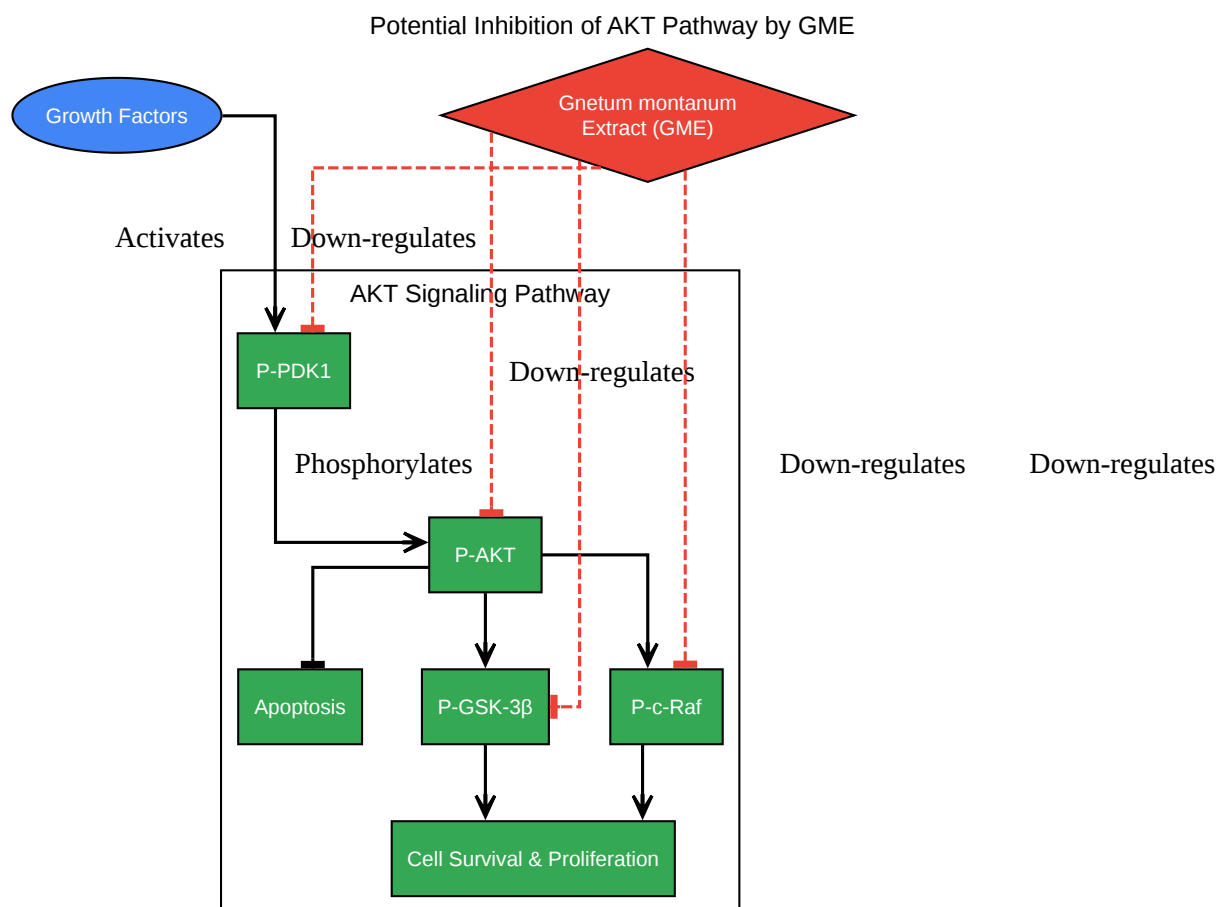 Potential Inhibition of AKT Pathway by GME
Growth Factors
Gnetum montanum
Extract (GME)
Activates
Down-regulates
AKT Signaling Pathway
P-PDK1
Down-regulates
Phosphorylates
Down-regulates
Down-regulates
P-AKT
Apoptosis
P-GSK-3β
P-c-Raf
Cell Survival & Proliferation